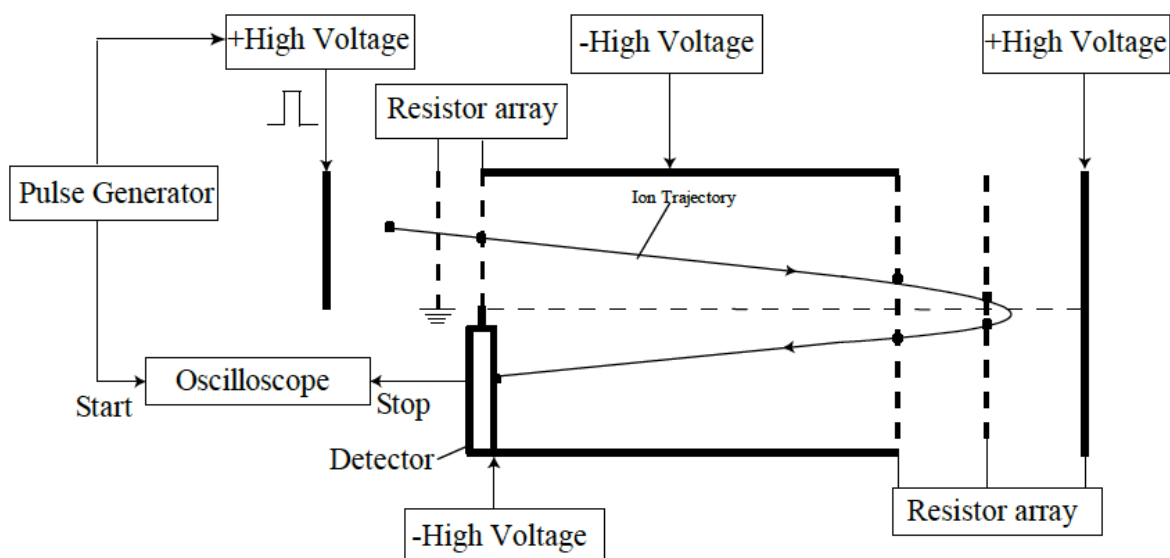 +High Voltage
-High Voltage
+High Voltage
Resistor array
Pulse Generator
Ion Trajectory
Oscilloscope
Start
Stop
Detector
-High Voltage
Resistor array